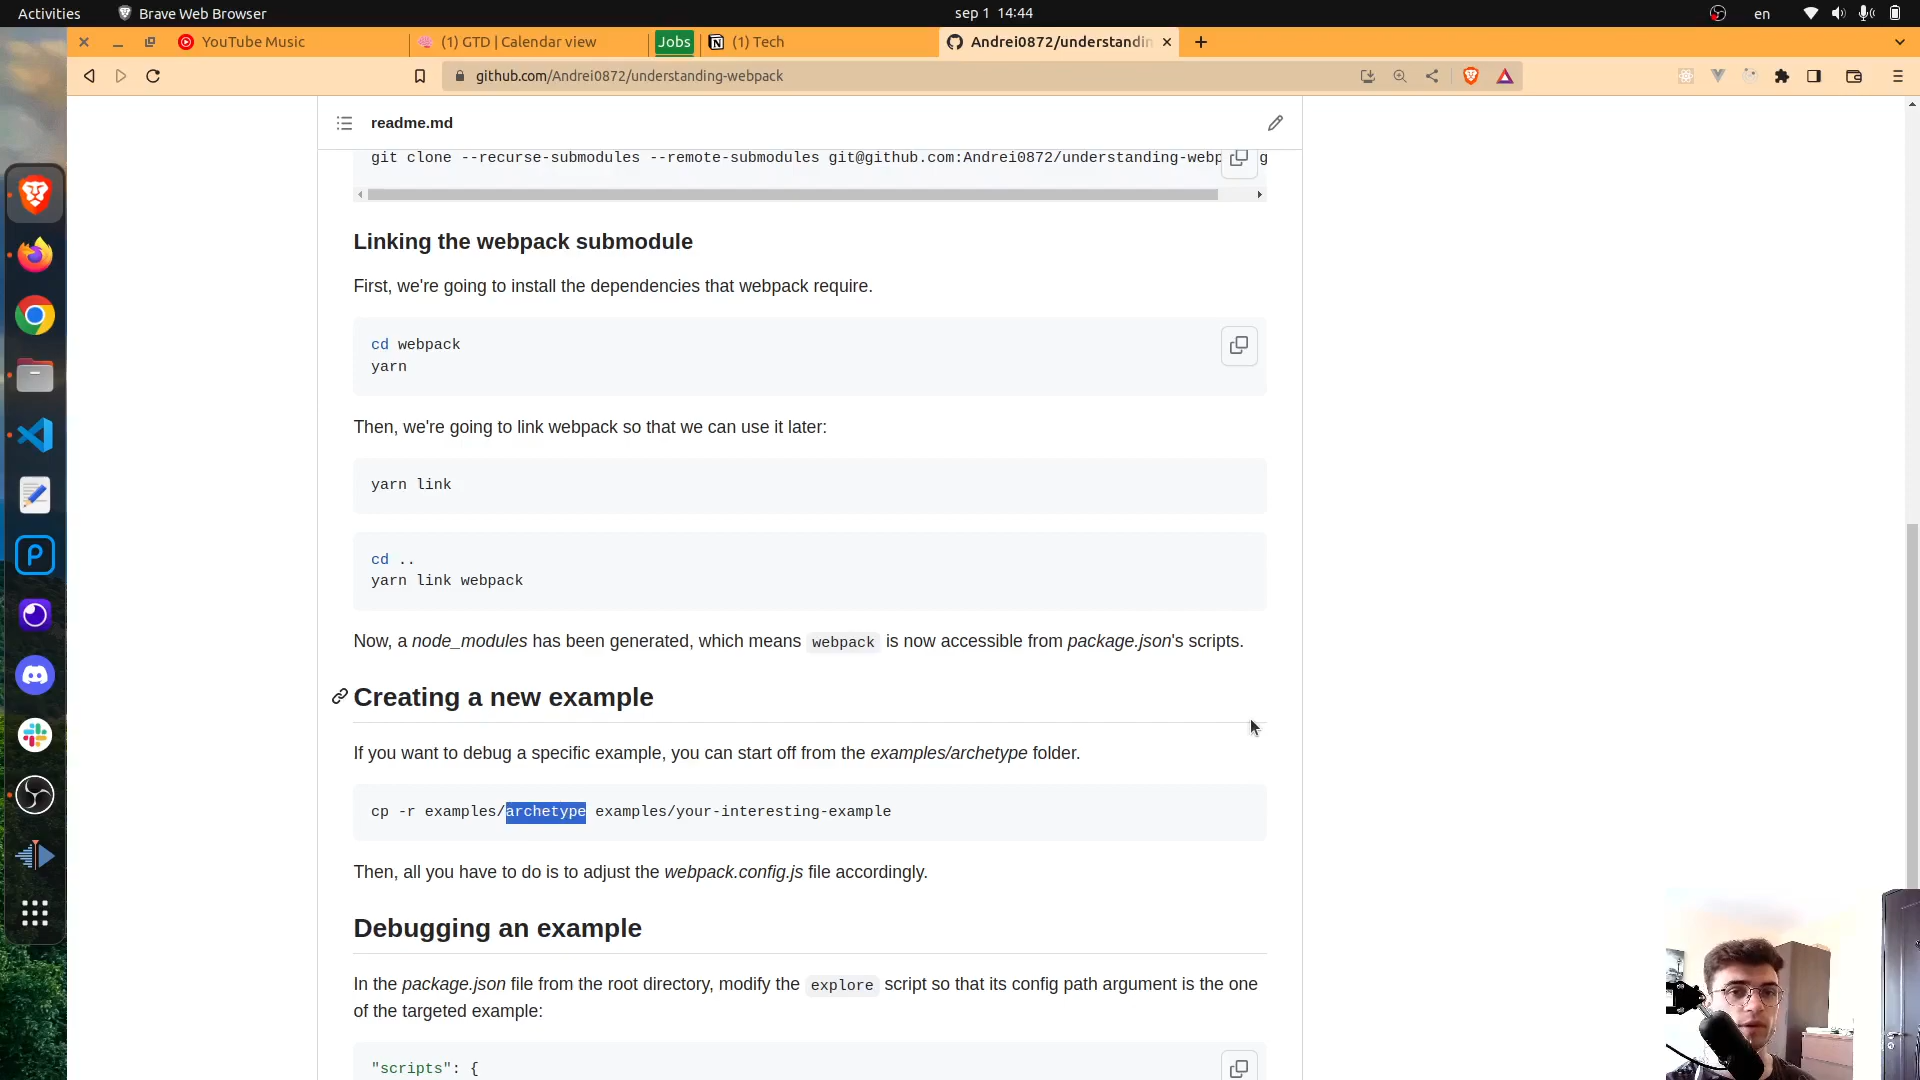 Activities
Brave Web Browser
sep 1 14:44
en
YouTube Music
(1) GTD | Calendar view
Jobs
(1) Tech
Andrei0872/understandin
github.com/Andrei0872/understanding-webpack
readme.md
git clone --recurse-submodules --remote-submodules git@github.com:Andrei0872/understanding-webp g
Linking the webpack submodule
First, we're going to install the dependencies that webpack require.
cd webpack
yarn
Then, we're going to link webpack so that we can use it later:
yarn link
cd ..
yarn link webpack
Now, a node_modules has been generated, which means webpack is now accessible from package.json's scripts.
Creating a new example
If you want to debug a specific example, you can start off from the examples/archetype folder.
cp -r examples/archetype examples/your-interesting-example
Then, all you have to do is to adjust the webpack.config.js file accordingly.
Debugging an example
In the package.json file from the root directory, modify the explore script so that its config path argument is the one
of the targeted example:
"scripts": {